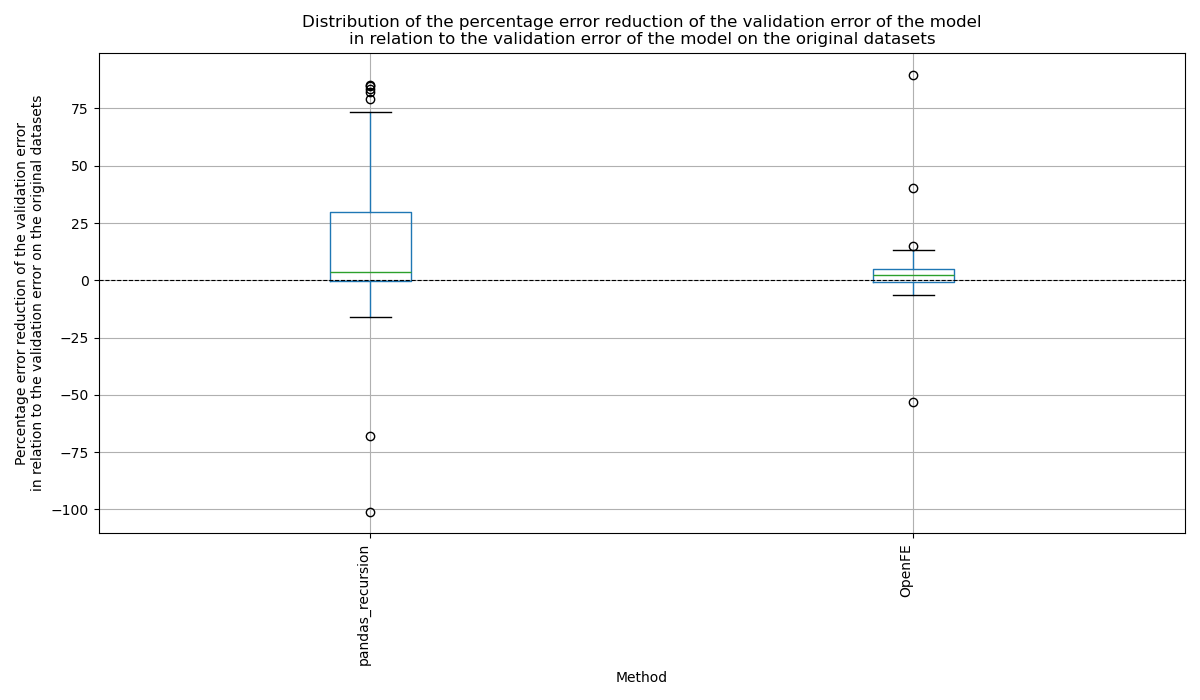 Distribution of the percentage error reduction of the validation error of the model
in relation to the validation error of the model on the original datasets
Percentage error reduction of the validation error
in relation to the validation error on the original datasets
75
50
25
0
−25
−50
−75
−100
pandas_recursion
OpenFE
Method